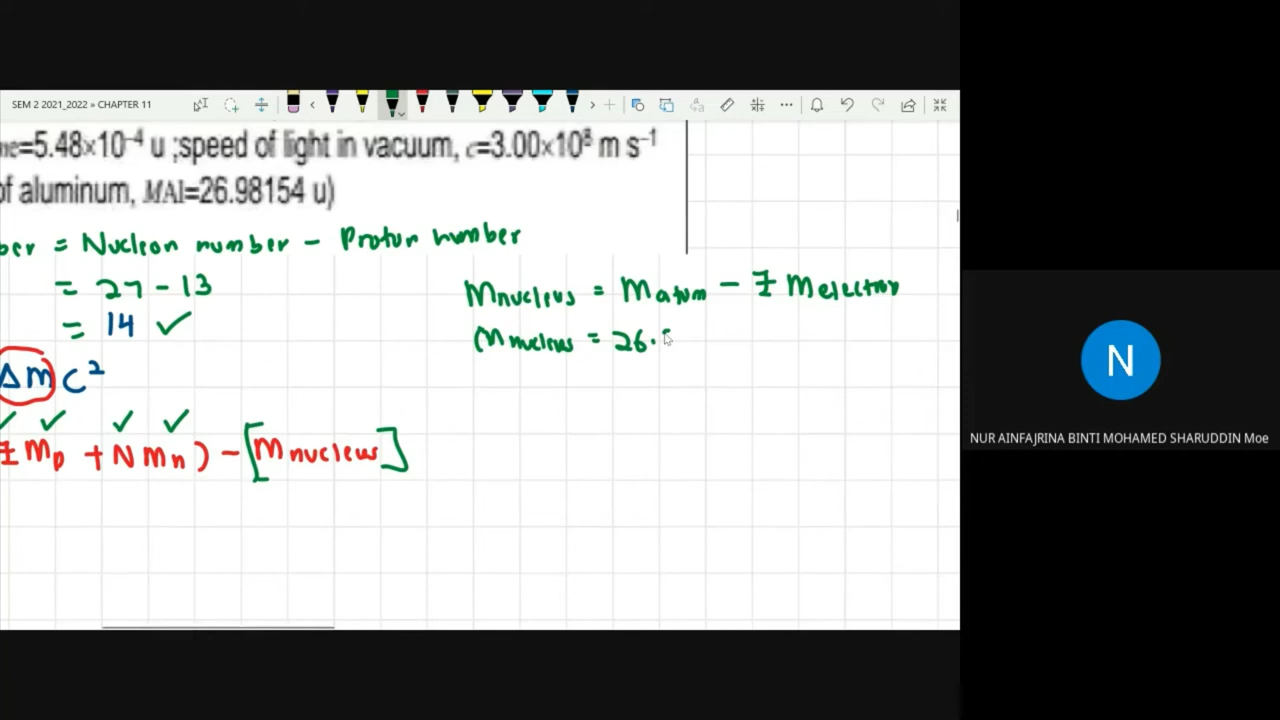 SEM 2 2021_2022 » CHAPTER 11
me=5.48×10⁻⁴ u ;speed of light in vacuum, c=3.00×10⁸ m s⁻¹
of aluminum, MAl=26.98154 u)
ber = Nucleon number - Proton number
= 27 - 13
= 14 ✓
Δm c²
Z mp + N mn ) - [ Mnucleus ]
Mnucleus = Matom - Z Melectron
Mnucleus = 26.
N
NUR AINFAJRINA BINTI MOHAMED SHARUDDIN Moe